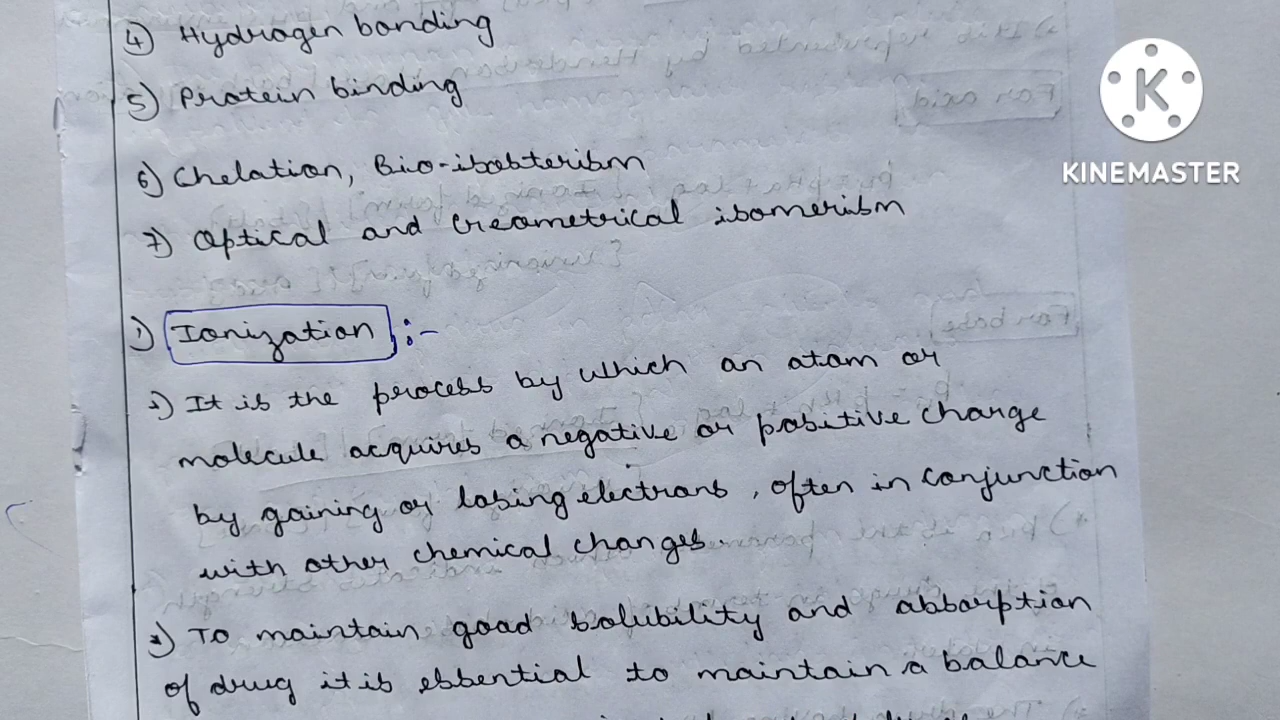 4) Hydrogen bonding
5) Protein binding
6) Chelation, Bio-isosterism
7) Optical and Geometrical isomerism
1) Ionization :-
1) It is the process by which an atom or
molecule acquires a negative or positive charge
by gaining or losing electrons, often in conjunction
with other chemical changes.
2) To maintain good solubility and absorption
of drug it is essential to maintain a balance
K
KINEMASTER